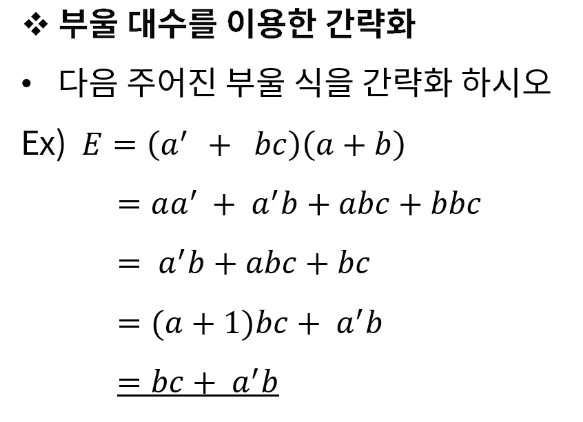 ❖ 부울 대수를 이용한 간략화
• 다음 주어진 부울 식을 간략화 하시오
Ex) E = (a′ + bc)(a + b)
= aa′ + a′b + abc + bbc
= a′b + abc + bc
= (a + 1)bc + a′b
= bc + a′b